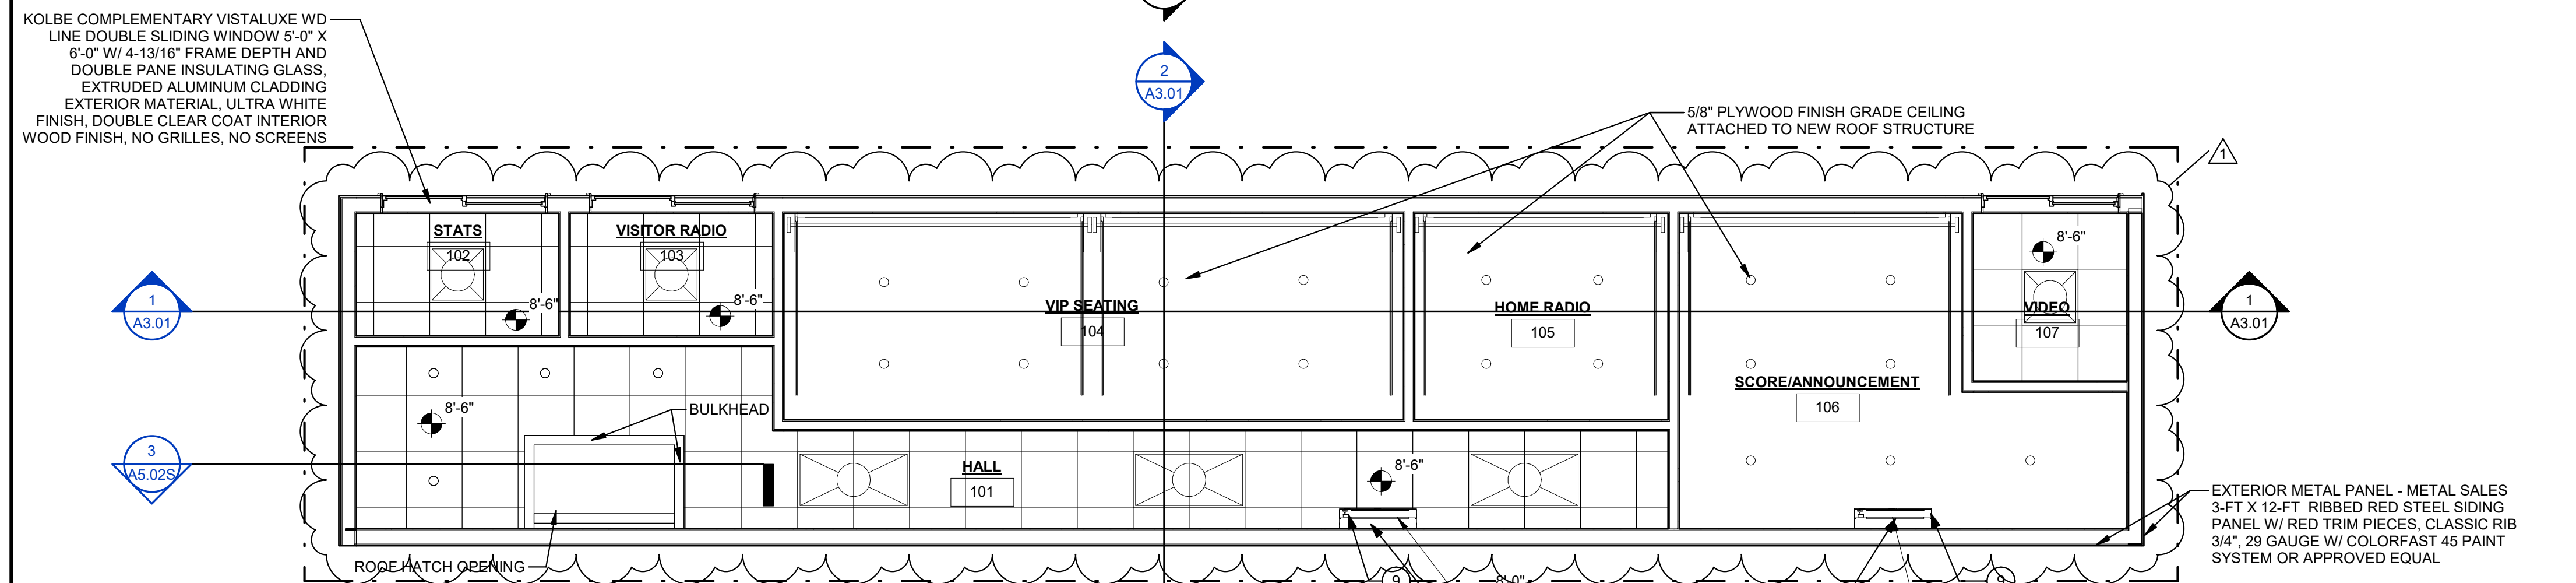 KOLBE COMPLEMENTARY VISTALUXE WD
LINE DOUBLE SLIDING WINDOW 5'-0" X
6'-0" W/ 4-13/16" FRAME DEPTH AND
DOUBLE PANE INSULATING GLASS,
EXTRUDED ALUMINUM CLADDING
EXTERIOR MATERIAL, ULTRA WHITE
FINISH, DOUBLE CLEAR COAT INTERIOR
WOOD FINISH, NO GRILLES, NO SCREENS
2
A3.01
5/8" PLYWOOD FINISH GRADE CEILING
ATTACHED TO NEW ROOF STRUCTURE
1
STATS
102
8'-6"
VISITOR RADIO
103
8'-6"
VIP SEATING
104
HOME RADIO
105
SCORE/ANNOUNCEMENT
106
8'-6"
VIDEO
107
1
A3.01
1
A3.01
8'-6"
BULKHEAD
3
A5.02S
HALL
101
8'-6"
EXTERIOR METAL PANEL - METAL SALES
3-FT X 12-FT RIBBED RED STEEL SIDING
PANEL W/ RED TRIM PIECES, CLASSIC RIB
3/4", 29 GAUGE W/ COLORFAST 45 PAINT
SYSTEM OR APPROVED EQUAL
ROOF HATCH OPENING
9
8'-0"
9